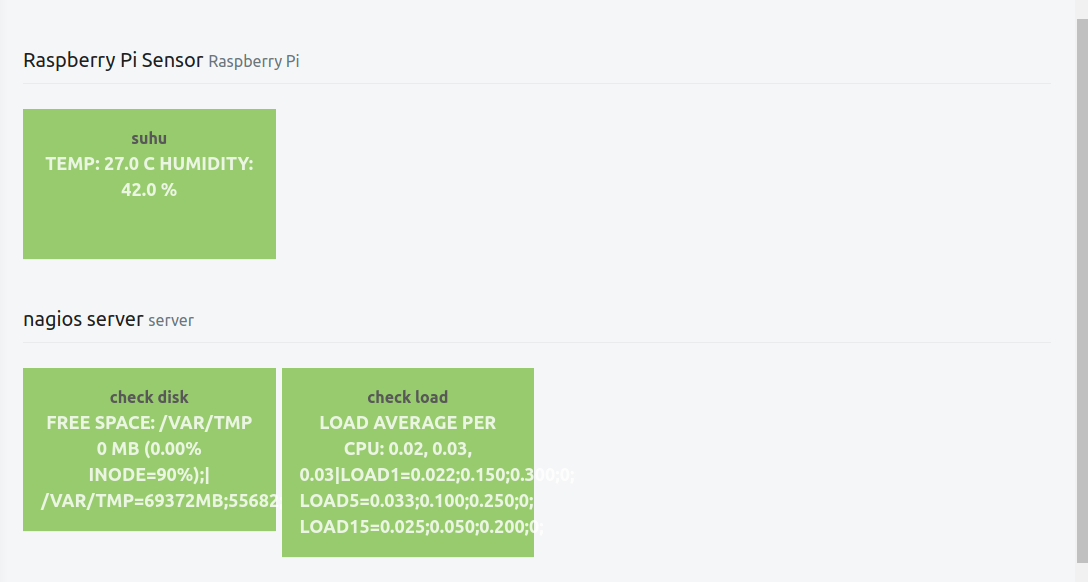 Raspberry Pi Sensor Raspberry Pi
suhu
TEMP: 27.0 C HUMIDITY:
42.0 %
nagios server server
check disk
FREE SPACE: /VAR/TMP
0 MB (0.00%
INODE=90%);|
/VAR/TMP=69372MB;55682;
check load
LOAD AVERAGE PER
CPU: 0.02, 0.03,
0.03|LOAD1=0.022;0.150;0.300;0;
LOAD5=0.033;0.100;0.250;0;
LOAD15=0.025;0.050;0.200;0;